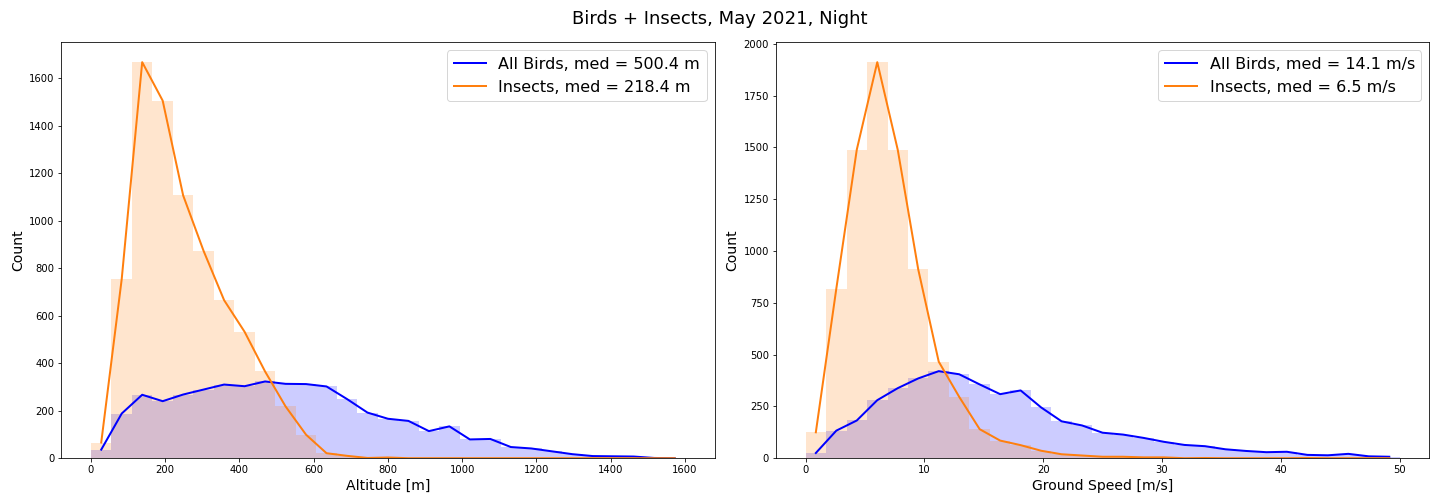 Birds + Insects, May 2021, Night
All Birds, med = 500.4 m
Insects, med = 218.4 m
Count
1600
1400
1200
1000
800
600
400
200
0
0 200 400 600 800 1000 1200 1400 1600
Altitude [m]
All Birds, med = 14.1 m/s
Insects, med = 6.5 m/s
Count
2000
1750
1500
1250
1000
750
500
250
0
0 10 20 30 40 50
Ground Speed [m/s]